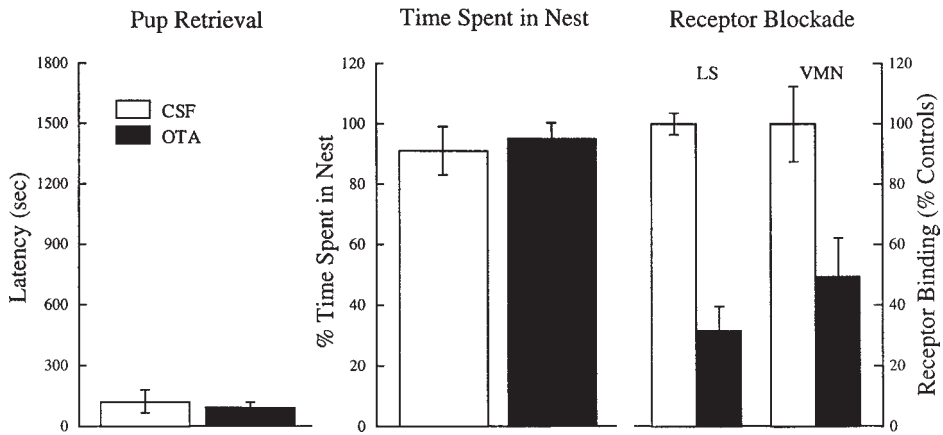 Pup Retrieval
Time Spent in Nest
Receptor Blockade
1800
1500
1200
900
600
300
0
Latency (sec)
CSF
OTA
120
100
80
60
40
20
0
% Time Spent in Nest
LS
VMN
120
100
80
60
40
20
0
Receptor Binding (% Controls)